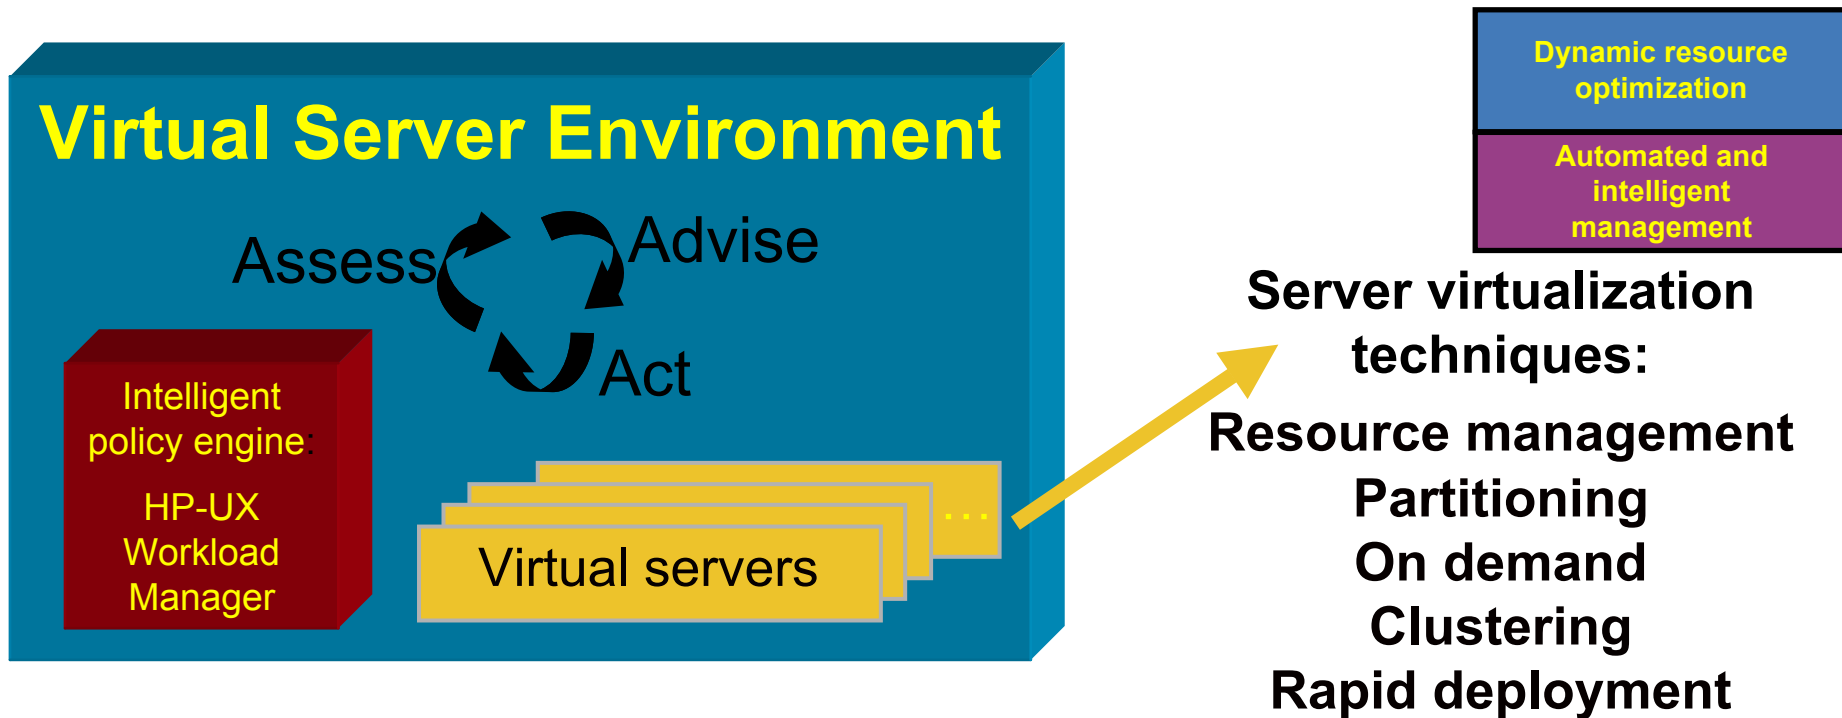 Virtual Server Environment
Assess
Advise
Act
Intelligent
policy engine:
HP-UX
Workload
Manager
Virtual servers
...
Dynamic resource
optimization
Automated and
intelligent
management
Server virtualization
techniques:
Resource management
Partitioning
On demand
Clustering
Rapid deployment